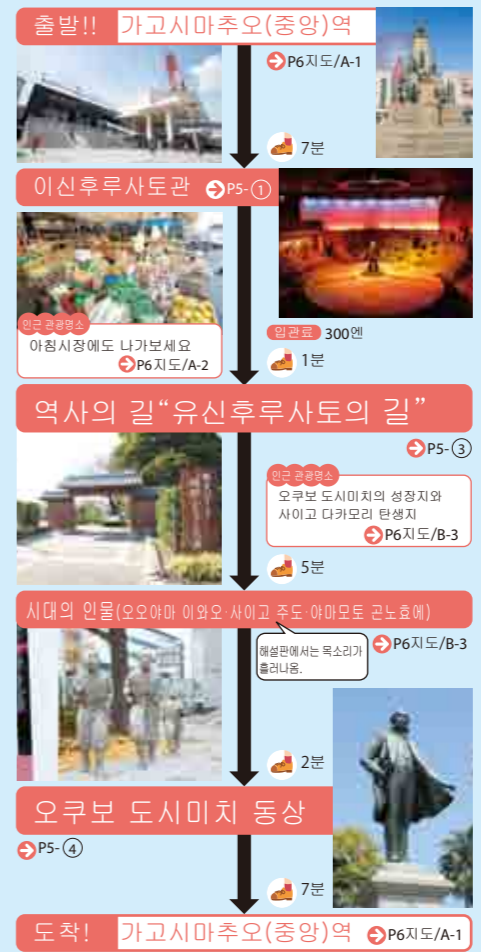 출발!! 가고시마추오(중앙)역
P6지도/A-1
7분
이신후루사토관 P5-①
인근 관광명소
아침시장에도 나가보세요
P6지도/A-2
입관료 300엔
1분
역사의 길“유신후루사토의 길”
P5-③
인근 관광명소
오쿠보 도시미치의 성장지와
사이고 다카모리 탄생지
P6지도/B-3
5분
시대의 인물(오오야마 이와오·사이고 주도·야마모토 곤노효에)
해설판에서는 목소리가
흘러나옴.
P6지도/B-3
2분
오쿠보 도시미치 동상
P5-④
7분
도착! 가고시마추오(중앙)역 P6지도/A-1